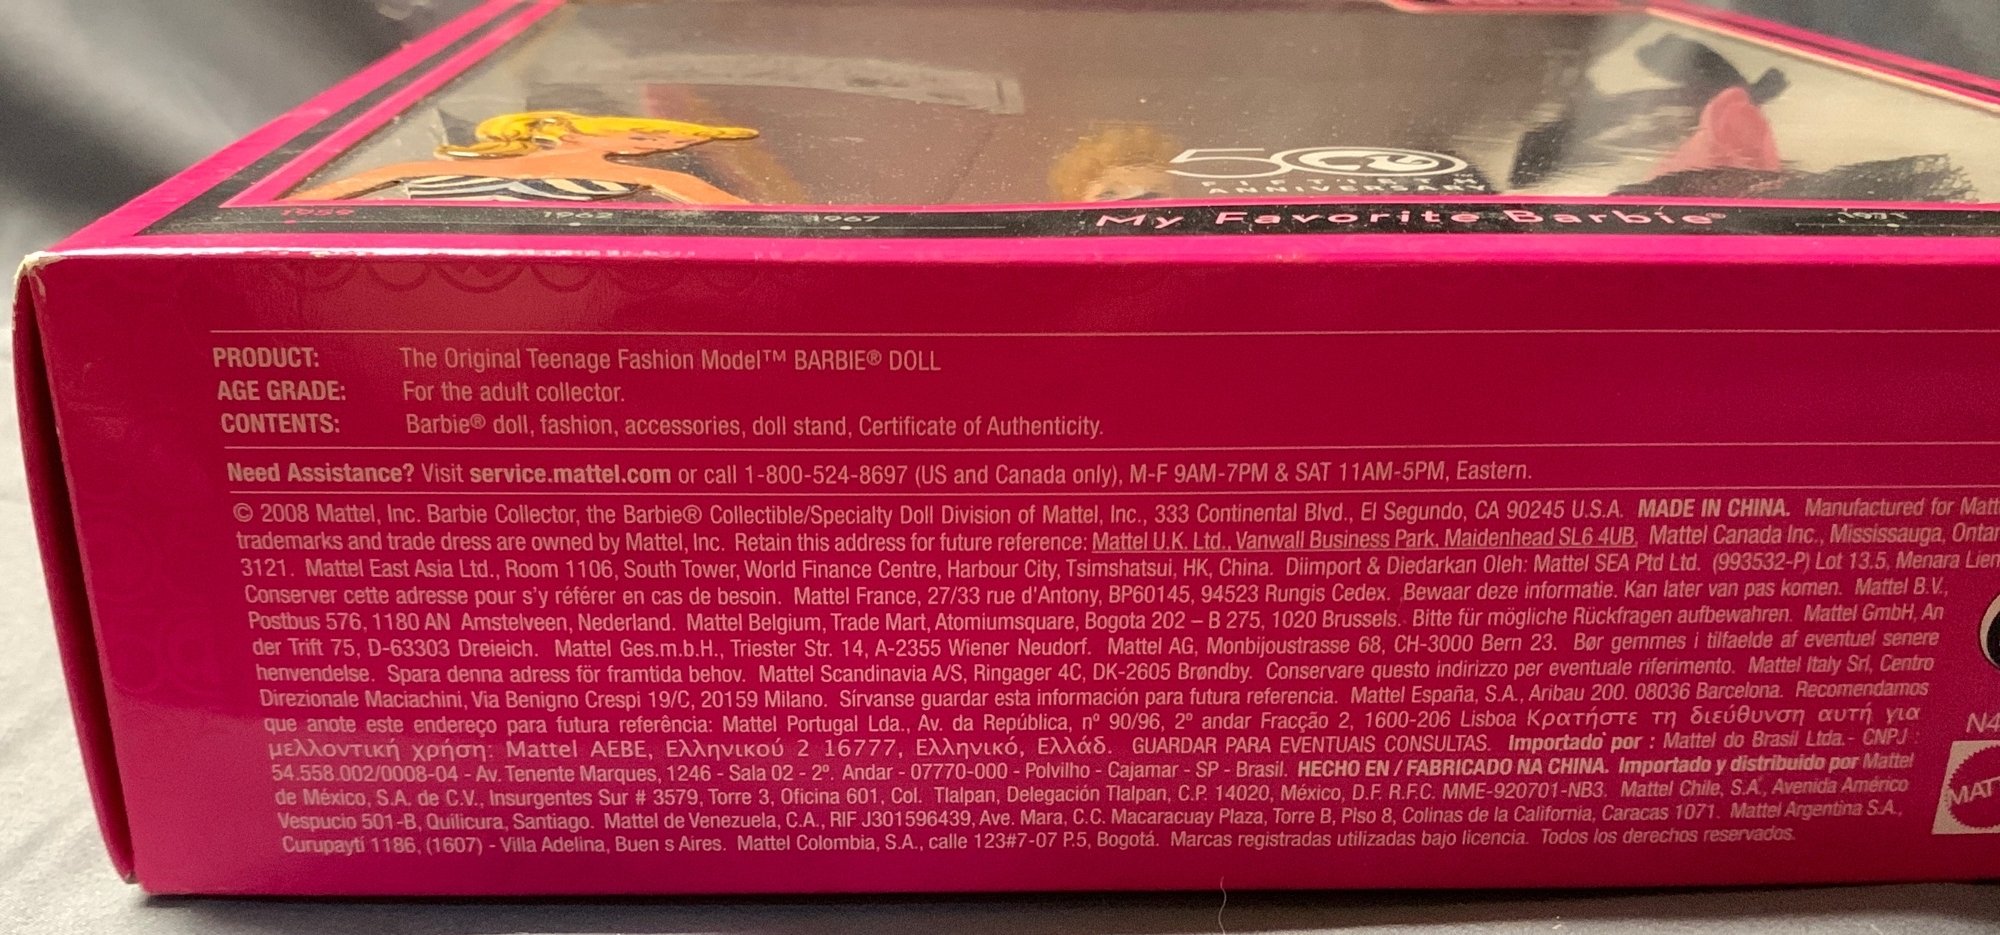 50
FIFTIETH
ANNIVERSARY
1959 1962 1967 My Favorite Barbie® 1971
PRODUCT: The Original Teenage Fashion Model™ BARBIE® DOLL
AGE GRADE: For the adult collector.
CONTENTS: Barbie® doll, fashion, accessories, doll stand, Certificate of Authenticity.
Need Assistance? Visit service.mattel.com or call 1-800-524-8697 (US and Canada only), M-F 9AM-7PM & SAT 11AM-5PM, Eastern.
© 2008 Mattel, Inc. Barbie Collector, the Barbie® Collectible/Specialty Doll Division of Mattel, Inc., 333 Continental Blvd., El Segundo, CA 90245 U.S.A. MADE IN CHINA. Manufactured for Matt
trademarks and trade dress are owned by Mattel, Inc. Retain this address for future reference: Mattel U.K. Ltd., Vanwall Business Park, Maidenhead SL6 4UB. Mattel Canada Inc., Mississauga, Ontar
3121. Mattel East Asia Ltd., Room 1106, South Tower, World Finance Centre, Harbour City, Tsimshatsui, HK, China. Diimport & Diedarkan Oleh: Mattel SEA Ptd Ltd. (993532-P) Lot 13.5, Menara Lien
Conserver cette adresse pour s'y référer en cas de besoin. Mattel France, 27/33 rue d'Antony, BP60145, 94523 Rungis Cedex. Bewaar deze informatie. Kan later van pas komen. Mattel B.V.,
Postbus 576, 1180 AN Amstelveen, Nederland. Mattel Belgium, Trade Mart, Atomiumsquare, Bogota 202 – B 275, 1020 Brussels. Bitte für mögliche Rückfragen aufbewahren. Mattel GmbH, An
der Trift 75, D-63303 Dreieich. Mattel Ges.m.b.H., Triester Str. 14, A-2355 Wiener Neudorf. Mattel AG, Monbijoustrasse 68, CH-3000 Bern 23. Bør gemmes i tilfaelde af eventuel senere
henvendelse. Spara denna adress för framtida behov. Mattel Scandinavia A/S, Ringager 4C, DK-2605 Brøndby. Conservare questo indirizzo per eventuale riferimento. Mattel Italy Srl, Centro
Direzionale Maciachini, Via Benigno Crespi 19/C, 20159 Milano. Sírvanse guardar esta información para futura referencia. Mattel España, S.A., Aribau 200. 08036 Barcelona. Recomendamos
que anote este endereço para futura referência: Mattel Portugal Lda., Av. da República, nº 90/96, 2º andar Fracção 2, 1600-206 Lisboa Κρατήστε τη διεύθυνση αυτή για
μελλοντική χρήση: Mattel AEBE, Ελληνικού 2 16777, Ελληνικό, Ελλάδ. GUARDAR PARA EVENTUAIS CONSULTAS. Importado por : Mattel do Brasil Ltda.- CNPJ :
54.558.002/0008-04 - Av. Tenente Marques, 1246 - Sala 02 - 2º. Andar - 07770-000 - Polvilho - Cajamar - SP - Brasil. HECHO EN / FABRICADO NA CHINA. Importado y distribuido por Mattel
de México, S.A. de C.V., Insurgentes Sur # 3579, Torre 3, Oficina 601, Col. Tlalpan, Delegación Tlalpan, C.P. 14020, México, D.F. R.F.C. MME-920701-NB3. Mattel Chile, S.A., Avenida Américo
Vespucio 501-B, Quilicura, Santiago. Mattel de Venezuela, C.A., RIF J301596439, Ave. Mara, C.C. Macaracuay Plaza, Torre B, Piso 8, Colinas de la California, Caracas 1071. Mattel Argentina S.A.,
Curupaytí 1186, (1607) - Villa Adelina, Buen s Aires. Mattel Colombia, S.A., calle 123#7-07 P.5, Bogotá. Marcas registradas utilizadas bajo licencia. Todos los derechos reservados.
N4
MAT